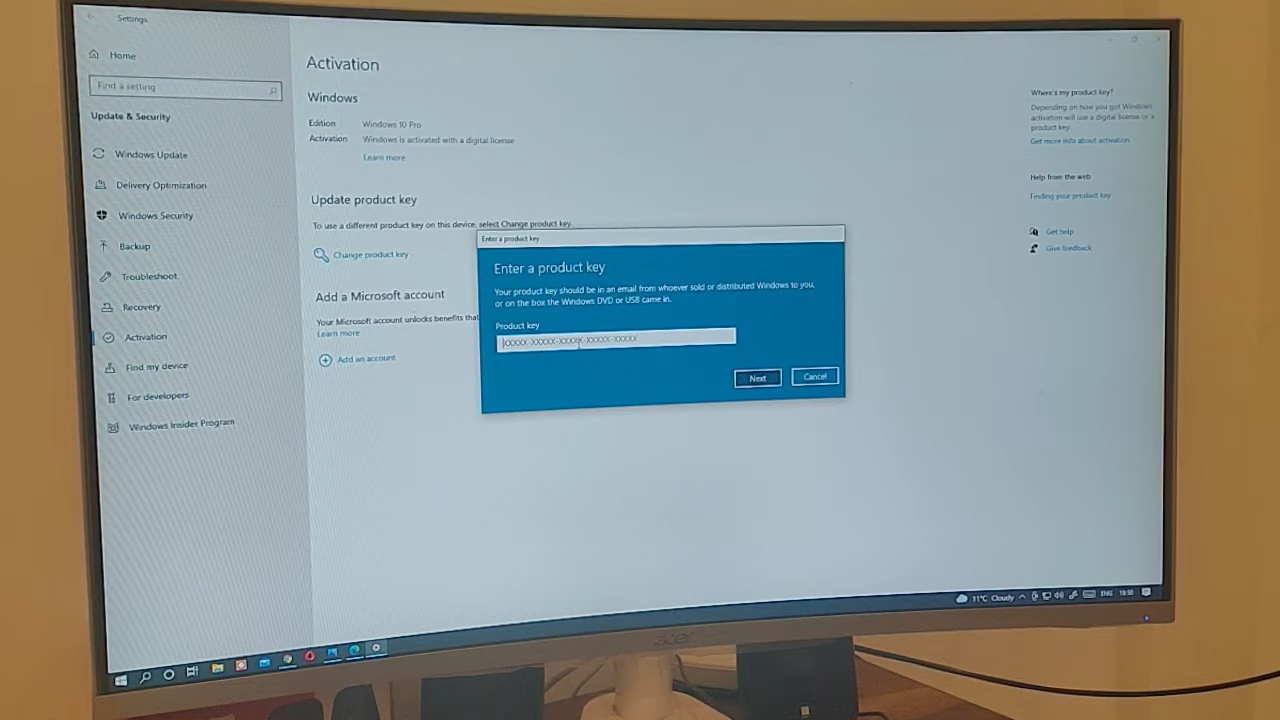 Settings
Home
Find a setting
Update & Security
Windows Update
Delivery Optimization
Windows Security
Backup
Troubleshoot
Recovery
Activation
Find my device
For developers
Windows Insider Program
Activation
Windows
Edition Windows 10 Pro
Activation Windows is activated with a digital license
Learn more
Update product key
To use a different product key on this device, select Change product key.
Change product key
Add a Microsoft account
Your Microsoft account unlocks benefits that
Learn more
Add an account
Enter a product key
Enter a product key
Your product key should be in an email from whoever sold or distributed Windows to you,
or on the box the Windows DVD or USB came in.
Product key
XXXXX-XXXXX-XXXXX-XXXXX-XXXXX
Next Cancel
Where's my product key?
Depending on how you got Windows,
activation will use a digital license or a
product key.
Get more info about activation
Help from the web
Finding your product key
Get help
Give feedback
11°C Cloudy ENG 18:50
acer